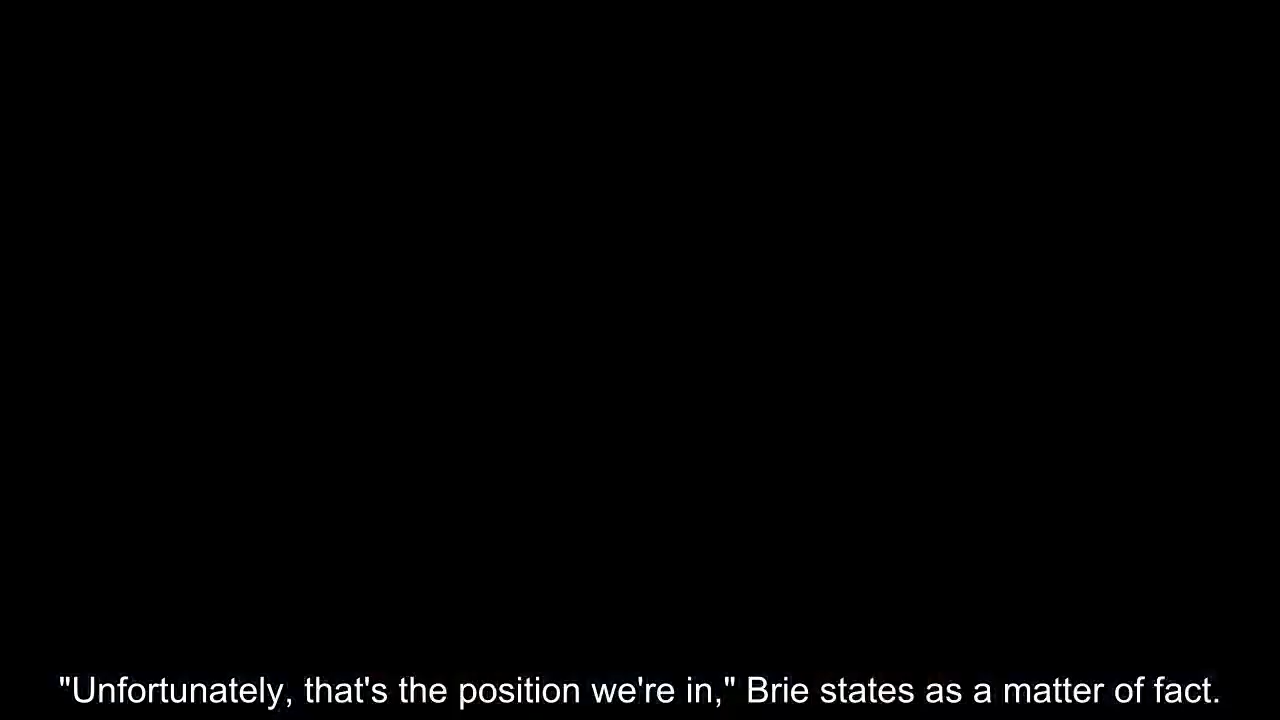 "Unfortunately, that's the position we're in," Brie states as a matter of fact.